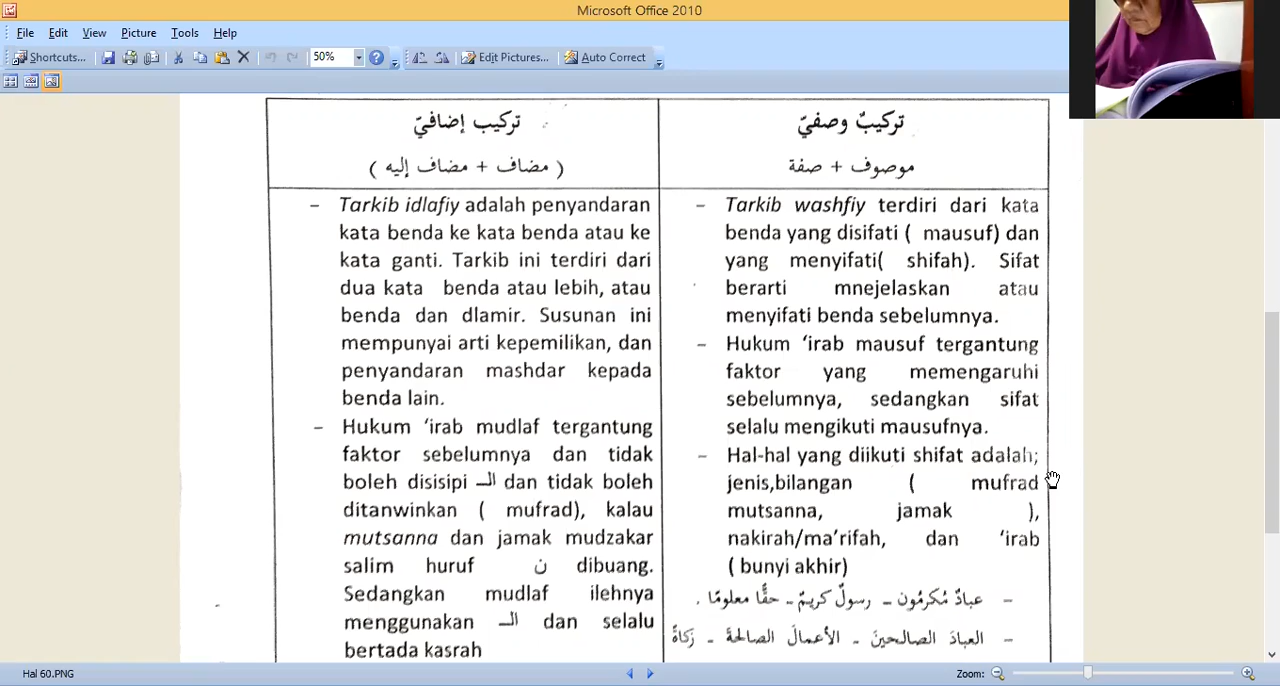 Microsoft Office 2010
File Edit View Picture Tools Help
Shortcuts... 50% Edit Pictures... Auto Correct
تركيب إضافيّ
( مضاف + مضاف إليه )
- Tarkib idlafiy adalah penyandaran
kata benda ke kata benda atau ke
kata ganti. Tarkib ini terdiri dari
dua kata benda atau lebih, atau
benda dan dlamir. Susunan ini
mempunyai arti kepemilikan, dan
penyandaran mashdar kepada
benda lain.
- Hukum ‘irab mudlaf tergantung
faktor sebelumnya dan tidak
boleh disisipi الـ dan tidak boleh
ditanwinkan ( mufrad), kalau
mutsanna dan jamak mudzakar
salim huruf ن dibuang.
Sedangkan mudlaf ilehnya
menggunakan الـ dan selalu
bertada kasrah
تركيبٌ وصفيّ
موصوف + صفة
- Tarkib washfiy terdiri dari kata
benda yang disifati ( mausuf) dan
yang menyifati( shifah). Sifat
berarti mnejelaskan atau
menyifati benda sebelumnya.
- Hukum ‘irab mausuf tergantung
faktor yang memengaruhi
sebelumnya, sedangkan sifat
selalu mengikuti mausufnya.
- Hal-hal yang diikuti shifat adalah;
jenis,bilangan ( mufrad
mutsanna, jamak ),
nakirah/ma’rifah, dan ‘irab
( bunyi akhir)
- عبادٌ مُكرمُون - رسولٌ كريمٌ - حقًّا معلومًا .
- العبادَ الصالحينَ - الأعمالَ الصالحةَ - زكاةً
Hal 60.PNG
Zoom: